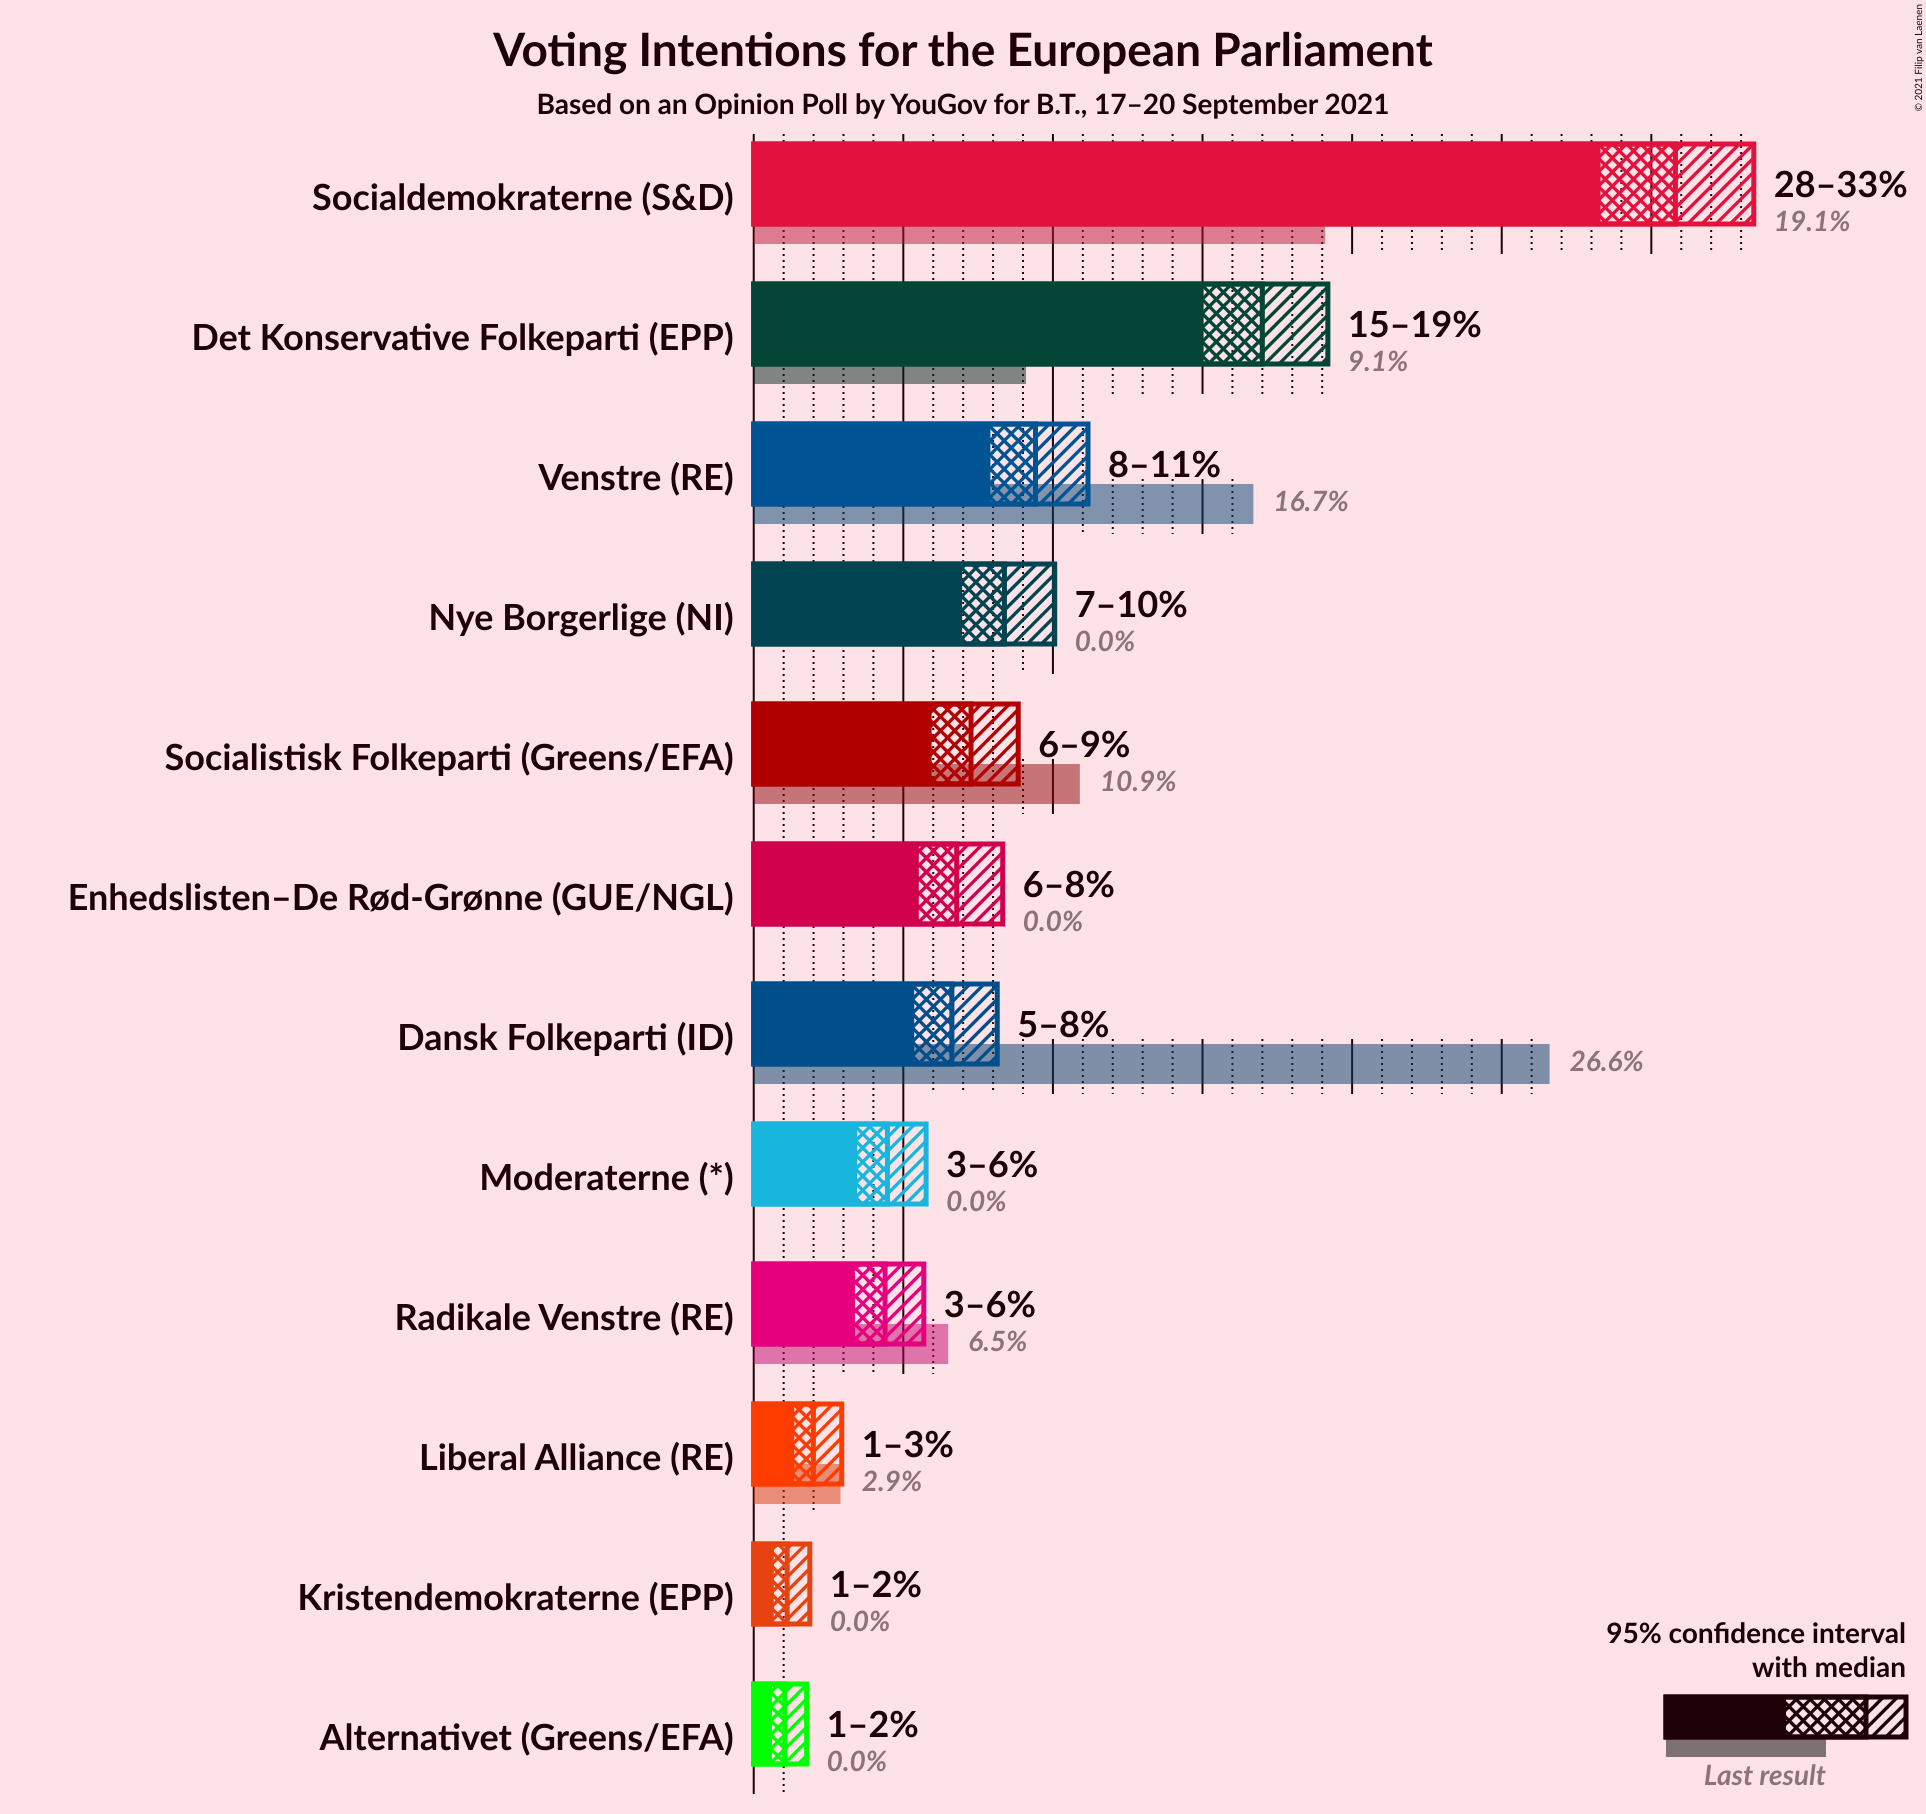 Voting Intentions for the European Parliament
Based on an Opinion Poll by YouGov for B.T., 17–20 September 2021
© 2021 Filip van Laenen
Socialdemokraterne (S&D)
28–33%
19.1%
Det Konservative Folkeparti (EPP)
15–19%
9.1%
Venstre (RE)
8–11%
16.7%
Nye Borgerlige (NI)
7–10%
0.0%
Socialistisk Folkeparti (Greens/EFA)
6–9%
10.9%
Enhedslisten–De Rød-Grønne (GUE/NGL)
6–8%
0.0%
Dansk Folkeparti (ID)
5–8%
26.6%
Moderaterne (*)
3–6%
0.0%
Radikale Venstre (RE)
3–6%
6.5%
Liberal Alliance (RE)
1–3%
2.9%
Kristendemokraterne (EPP)
1–2%
0.0%
Alternativet (Greens/EFA)
1–2%
0.0%
95% confidence interval
with median
Last result